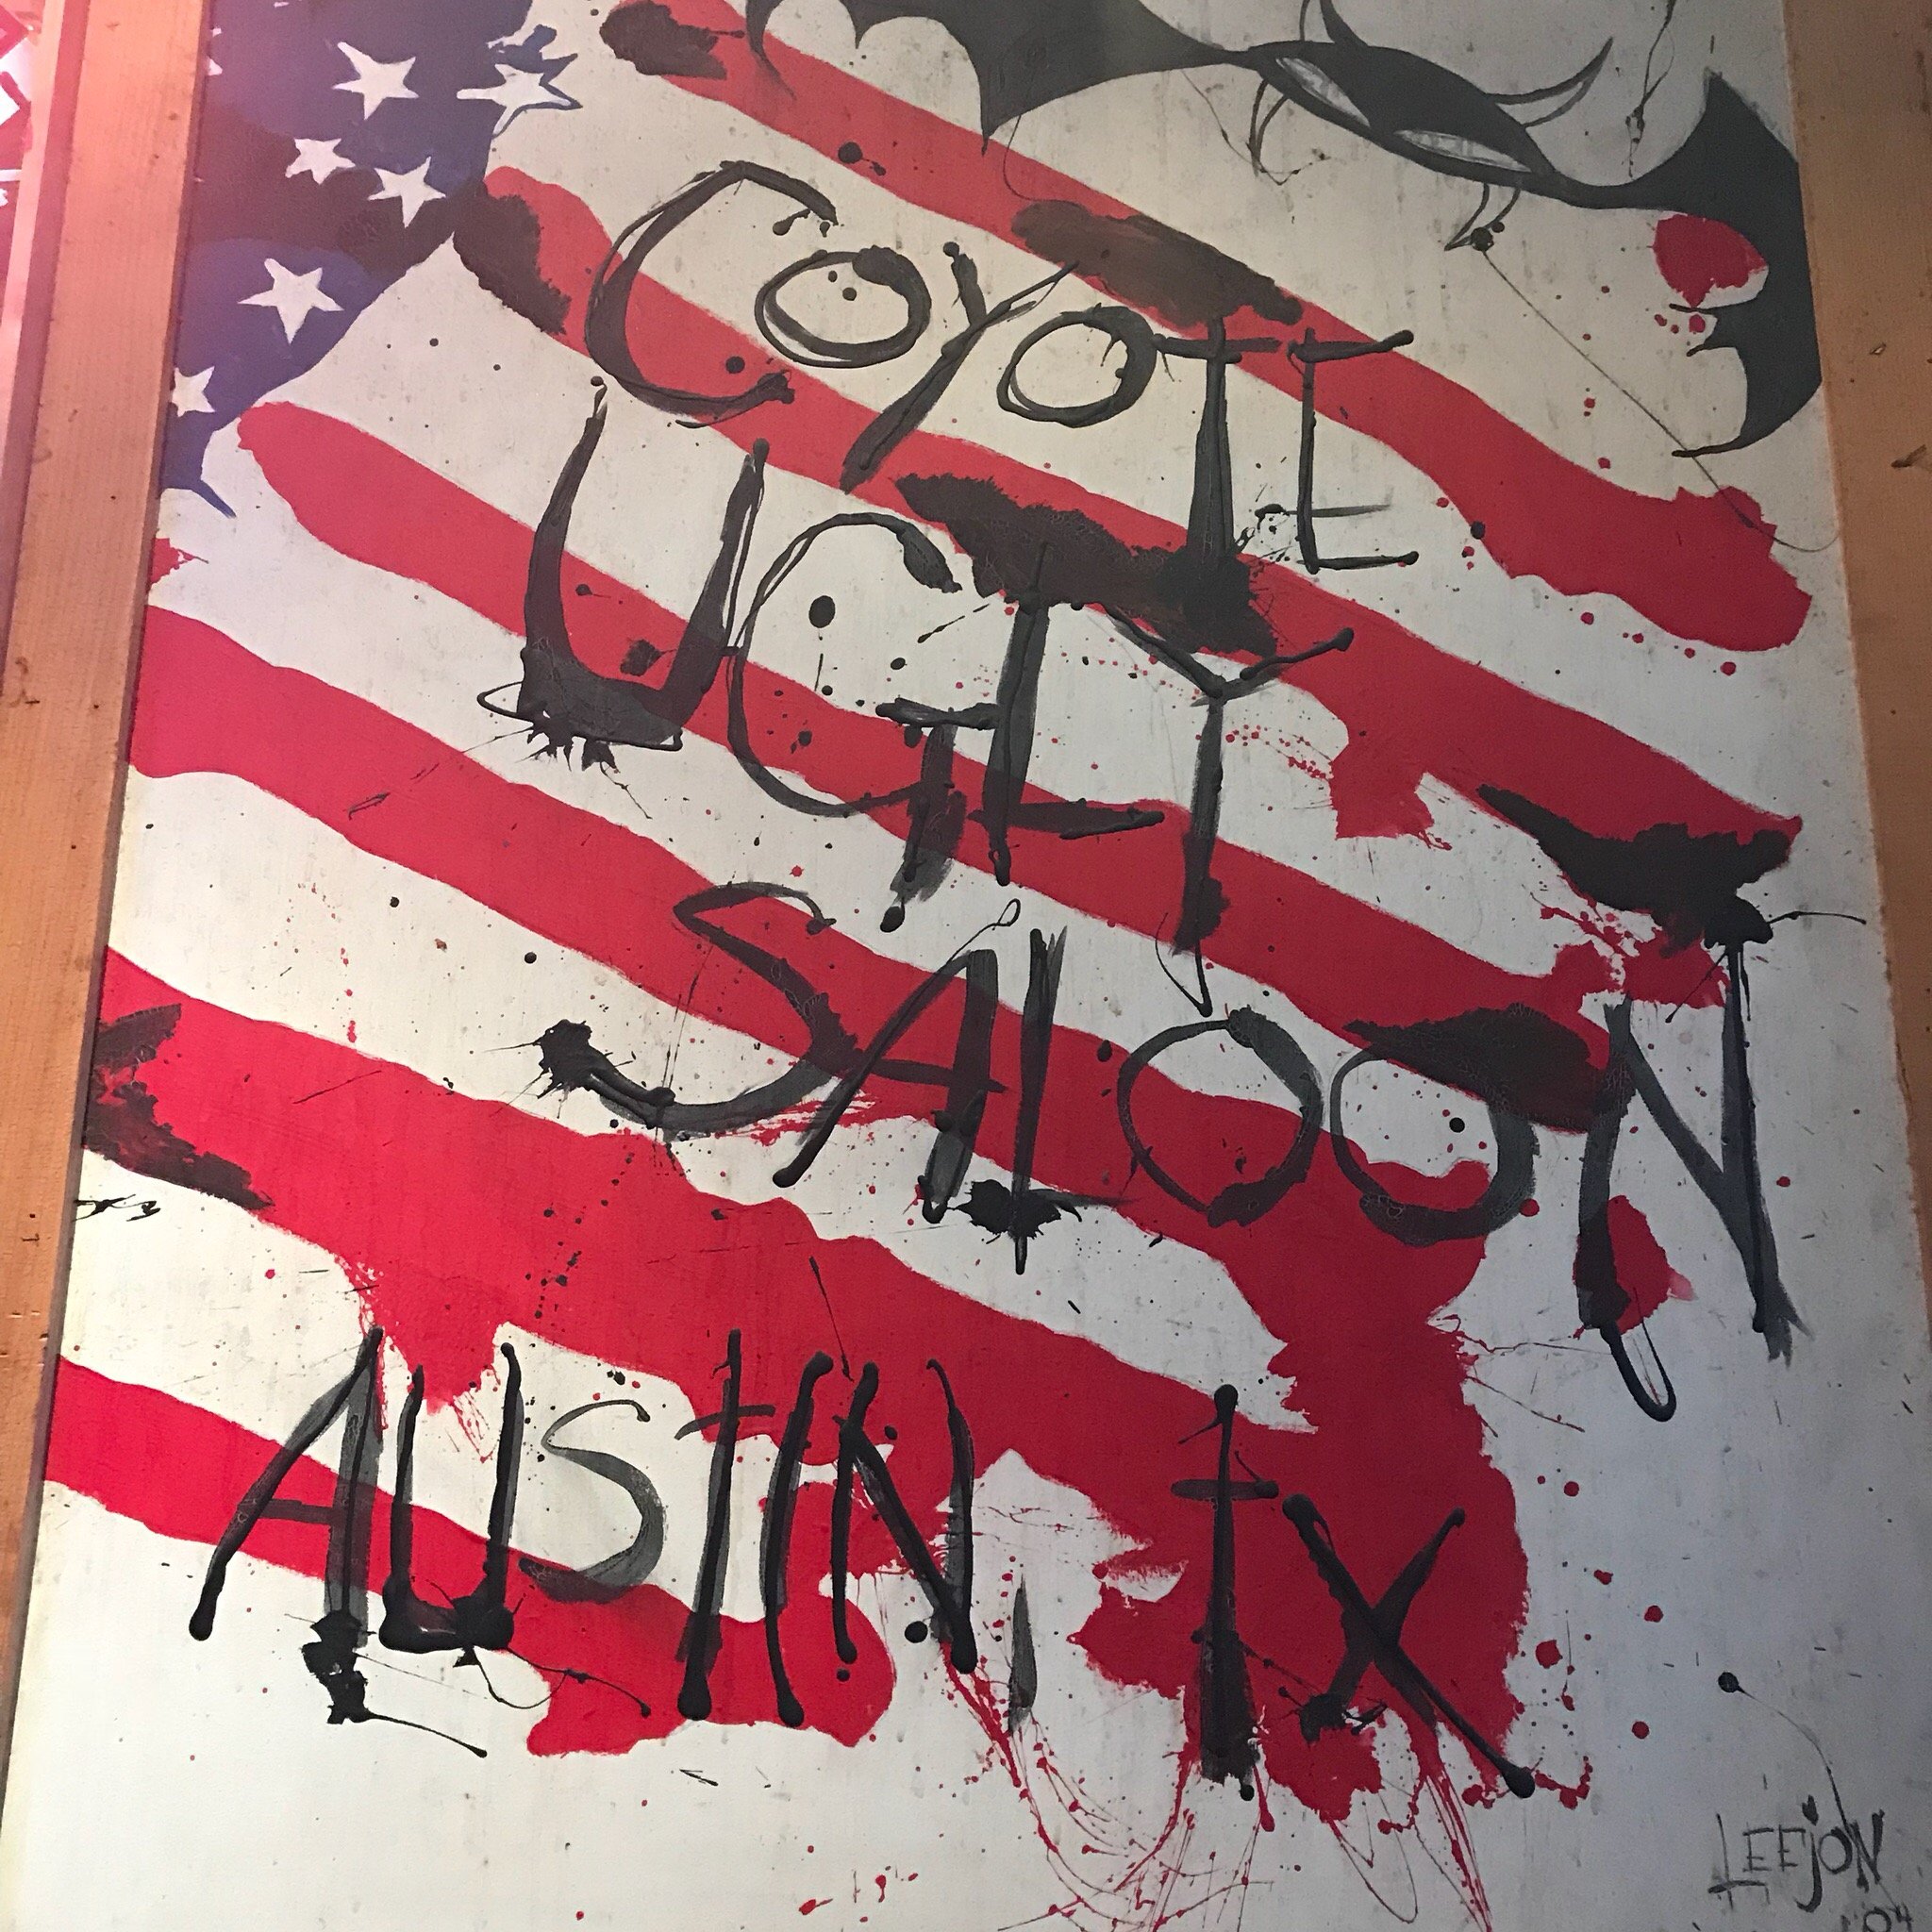 COYOTE
UGLY
SALOON
AUSTIN, TX
LEEjON